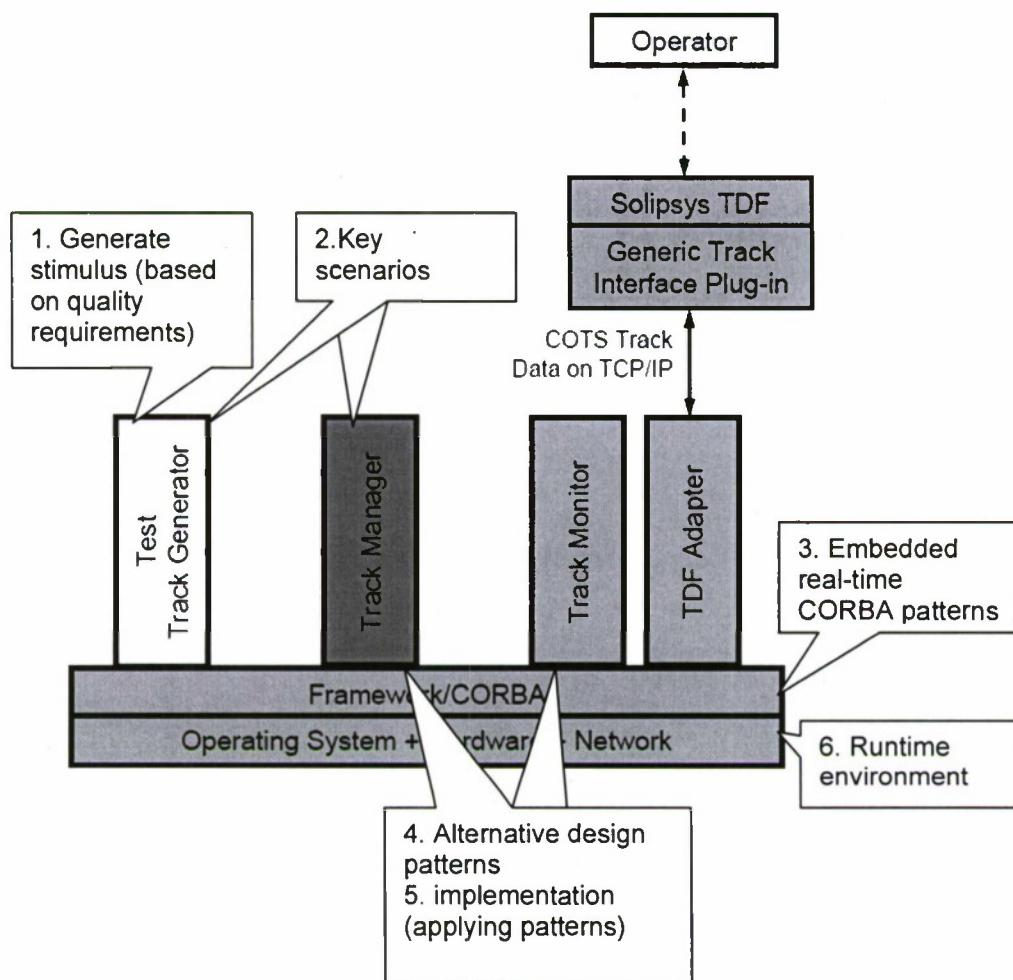 Operator
Solipsys TDF
Generic Track
Interface Plug-in
COTS Track
Data on TCP/IP
1. Generate
stimulus (based
on quality
requirements)
2.Key
scenarios
Test
Track Generator
Track Manager
Track Monitor
TDF Adapter
3. Embedded
real-time
CORBA patterns
Framework/CORBA
Operating System + Network
6. Runtime
environment
4. Alternative design
patterns
5. implementation
(applying patterns)